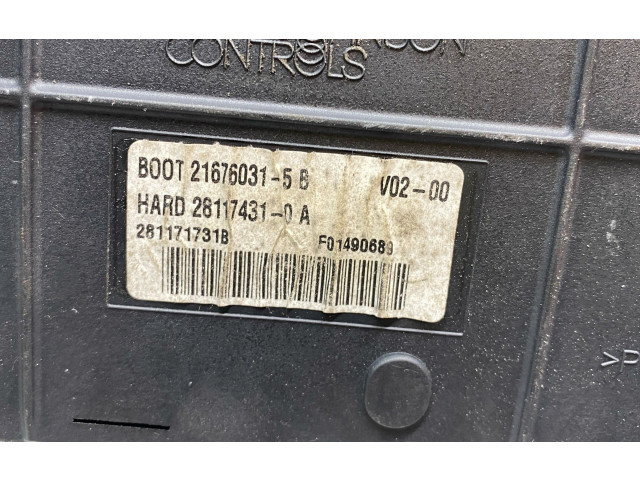 CONTROLS
BOOT 21676031-5 B V02-00
HARD 28117431-0 A
281171731B F01490689